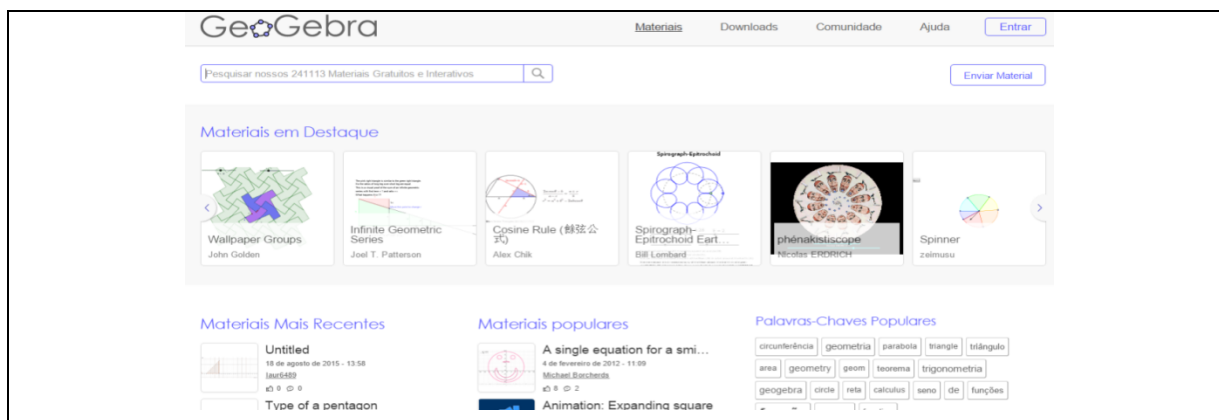 GeoGebra
Materiais Downloads Comunidade Ajuda Entrar
Pesquisar nossos 241113 Materiais Gratuitos e Interativos
Enviar Material
Materiais em Destaque
Wallpaper Groups
John Golden
Infinite Geometric
Series
Joel T. Patterson
Cosine Rule (餘弦公
式)
Alex Chik
Spirograph-Epitrochoid
Spirograph-
Epitrochoid Eart...
Bill Lombard
phénakistiscope
Nicolas ERDRICH
Spinner
zeimusu
Materiais Mais Recentes
Untitled
18 de agosto de 2015 - 13:58
laur6489
0 0
Type of a pentagon
Materiais populares
A single equation for a smi...
4 de fevereiro de 2012 - 11:09
Michael Borcherds
8 2
Animation: Expanding square
Palavras-Chaves Populares
circunferência geometria parabola triangle triângulo
area geometry geom teorema trigonometria
geogebra circle reta calculus seno de funções